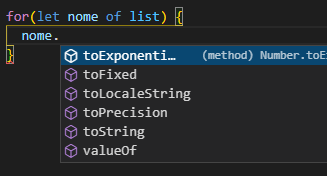 for(let nome of list) {
nome.
toExponenti… (method) Number.toE
toFixed
toLocaleString
toPrecision
toString
valueOf
}